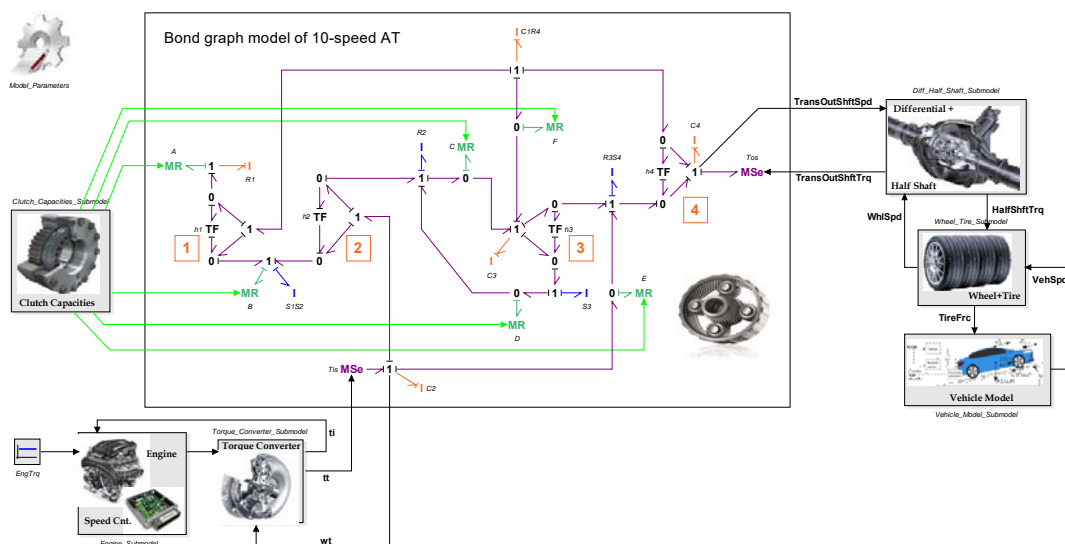 Bond graph model of 10-speed AT
Model_Parameters
C1R4
1
Diff_Half_Shaft_Submodel
Differential +
Half Shaft
TransOutShftSpd
TransOutShftTrq
A
MR
1
I
R1
0
h1
TF
1
0
1
1
MR
B
I
S1S2
0
h2
TF
1
0
2
R2
I
1
C
MR
0
0
MR
F
1
I
C3
0
TF
h3
3
0
1
I
S3
0
MR
D
R3S4
I
1
0
MR
E
0
h4
TF
0
C4
I
1
4
Tos
MSe
Clutch_Capacities_Submodel
Clutch Capacities
WhlSpd
HalfShftTrq
Wheel_Tire_Submodel
Wheel+Tire
VehSpd
TireFrc
Vehicle Model
Vehicle_Model_Submodel
Tis
MSe
1
I
C2
EngTrq
Engine
Speed Cnt.
Engine_Submodel
ti
Torque_Converter_Submodel
Torque Converter
tt
wt